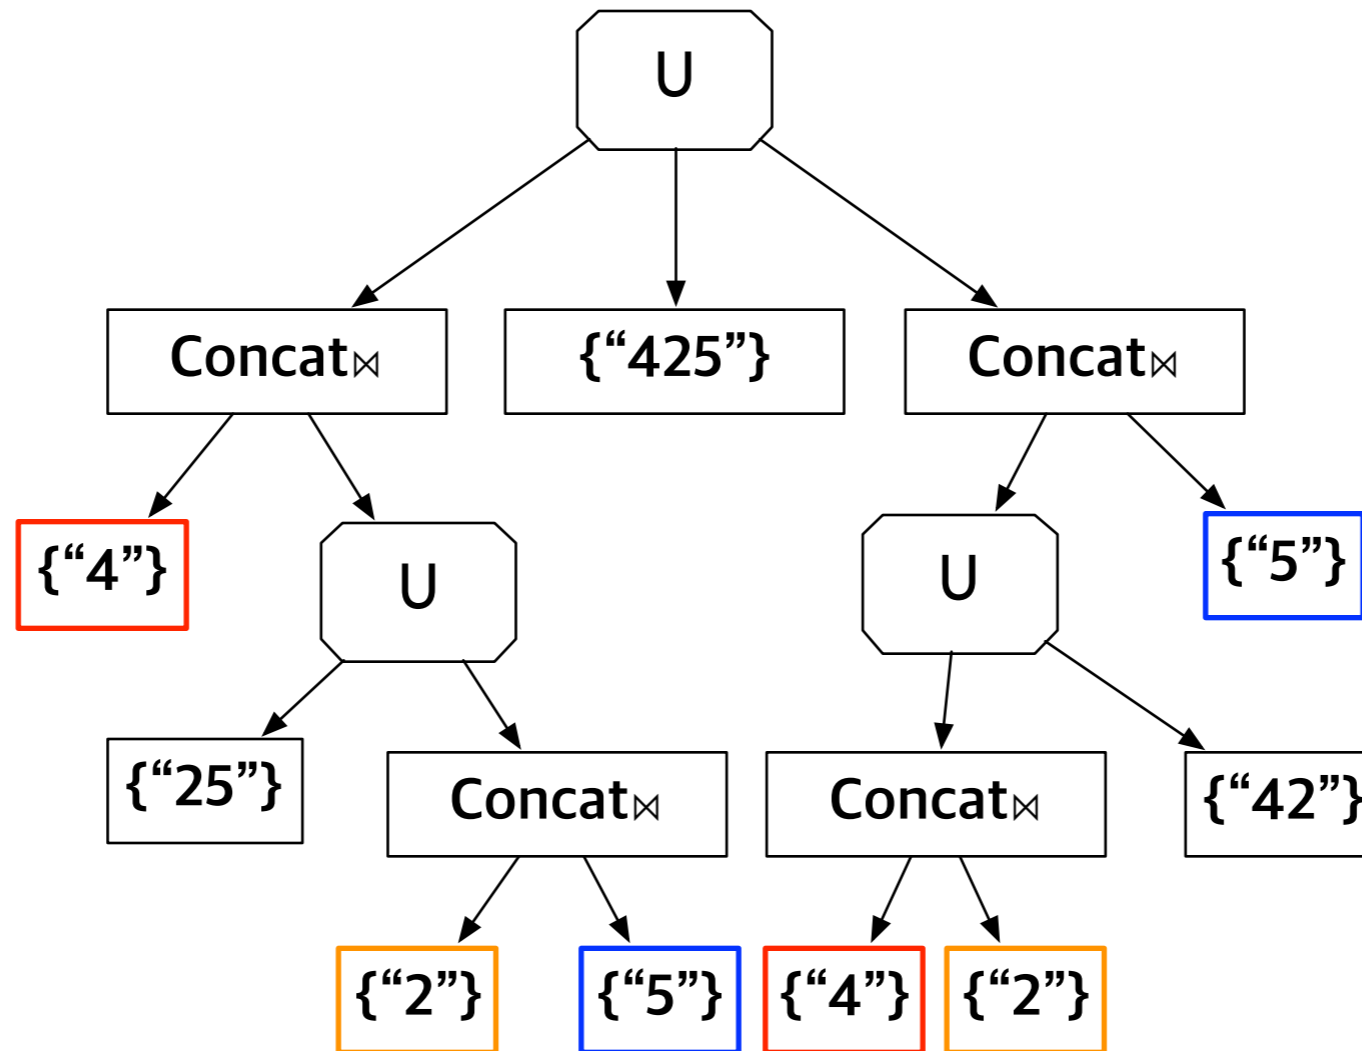 U
Concat⋈
{“425”}
Concat⋈
{“4”}
U
U
{“5”}
{“25”}
Concat⋈
Concat⋈
{“42”}
{“2”}
{“5”}
{“4”}
{“2”}